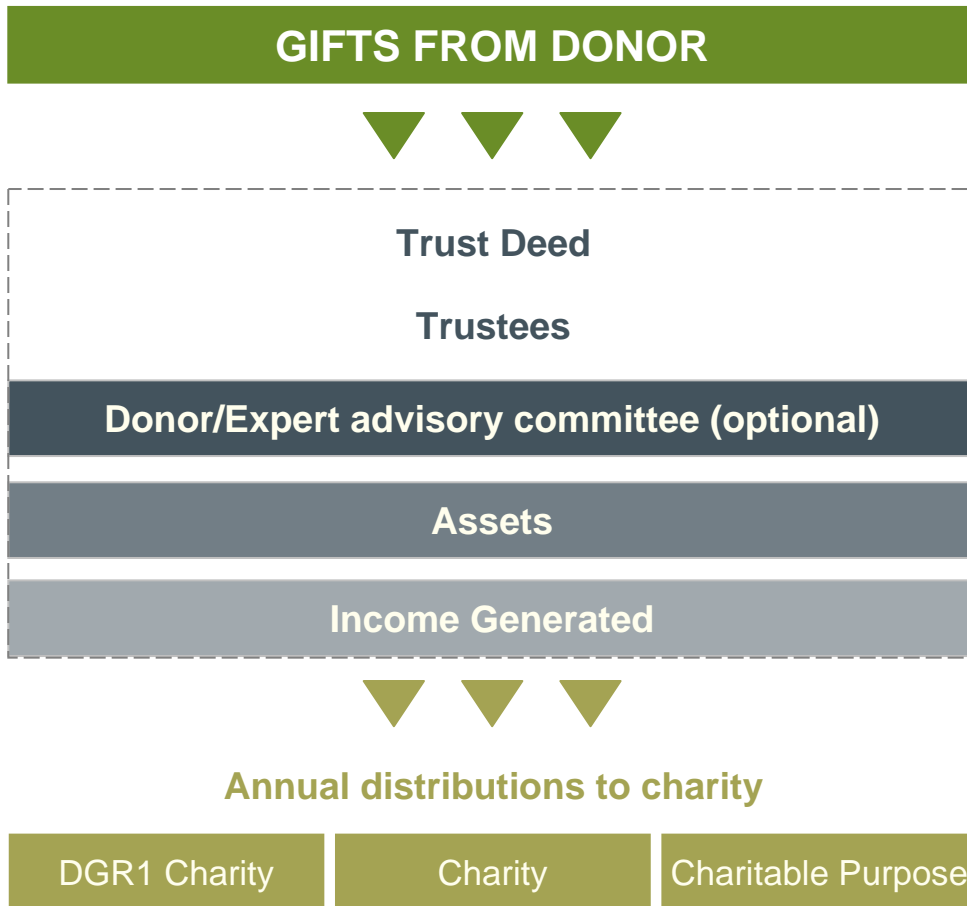 GIFTS FROM DONOR
Trust Deed
Trustees
Donor/Expert advisory committee (optional)
Assets
Income Generated
Annual distributions to charity
DGR1 Charity
Charity
Charitable Purpose